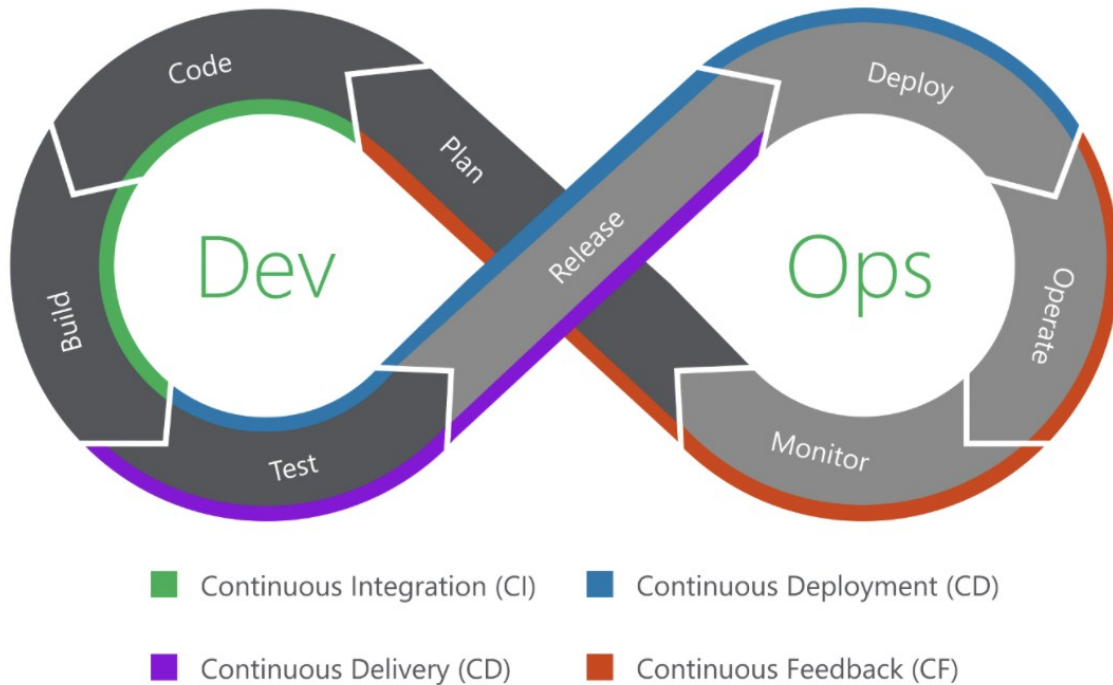 Code
Plan
Build
Test
Dev
Release
Deploy
Operate
Monitor
Ops
Continuous Integration (CI)
Continuous Deployment (CD)
Continuous Delivery (CD)
Continuous Feedback (CF)